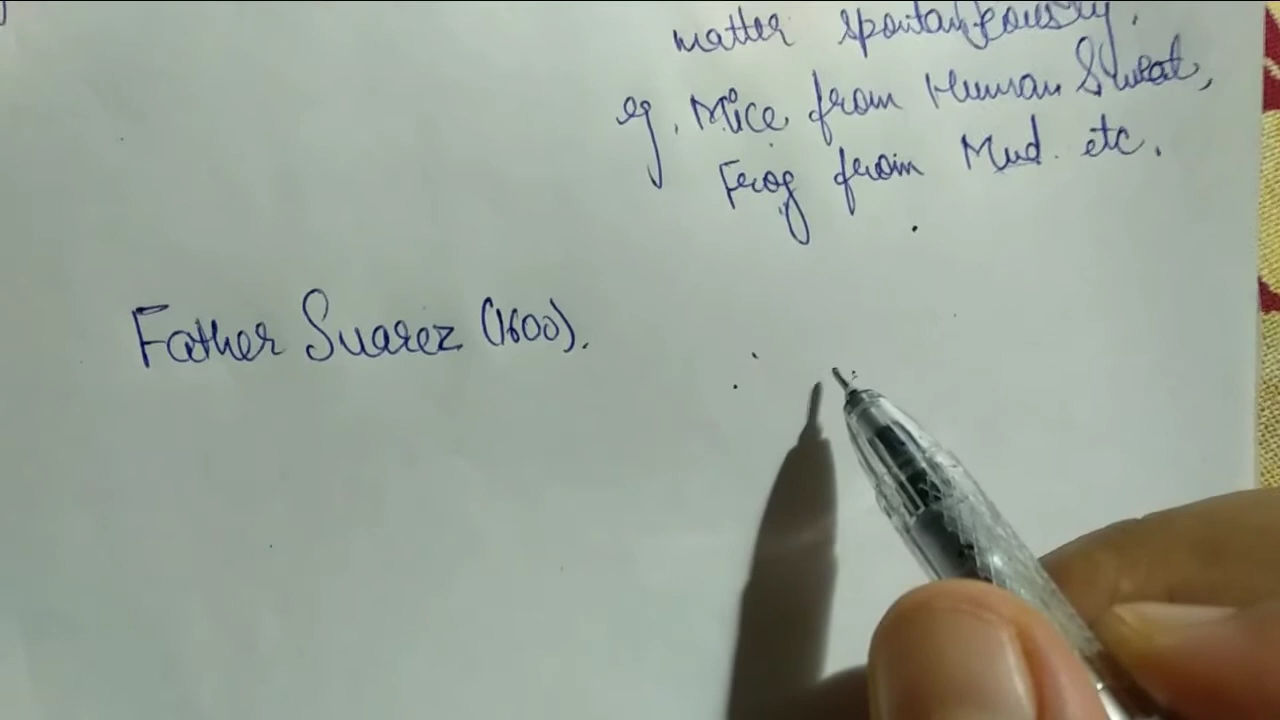 matter spontaneously.
eg. Mice from Human Sweat,
Frog from Mud. etc.
Father Suarez (1600).